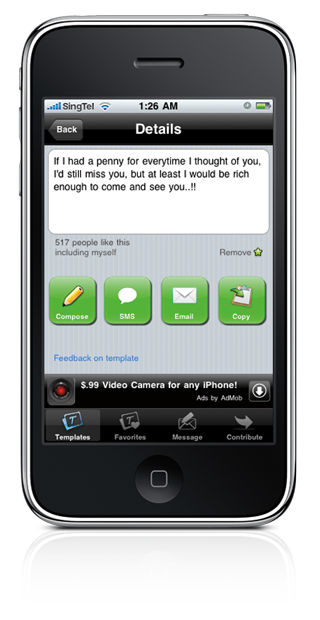 SingTel 1:26 AM
Back Details
If I had a penny for everytime I thought of you,
I'd still miss you, but at least I would be rich
enough to come and see you..!!
517 people like this
including myself
Remove
Compose SMS Email Copy
Feedback on template
$.99 Video Camera for any iPhone!
Ads by AdMob
Templates Favorites Message Contribute